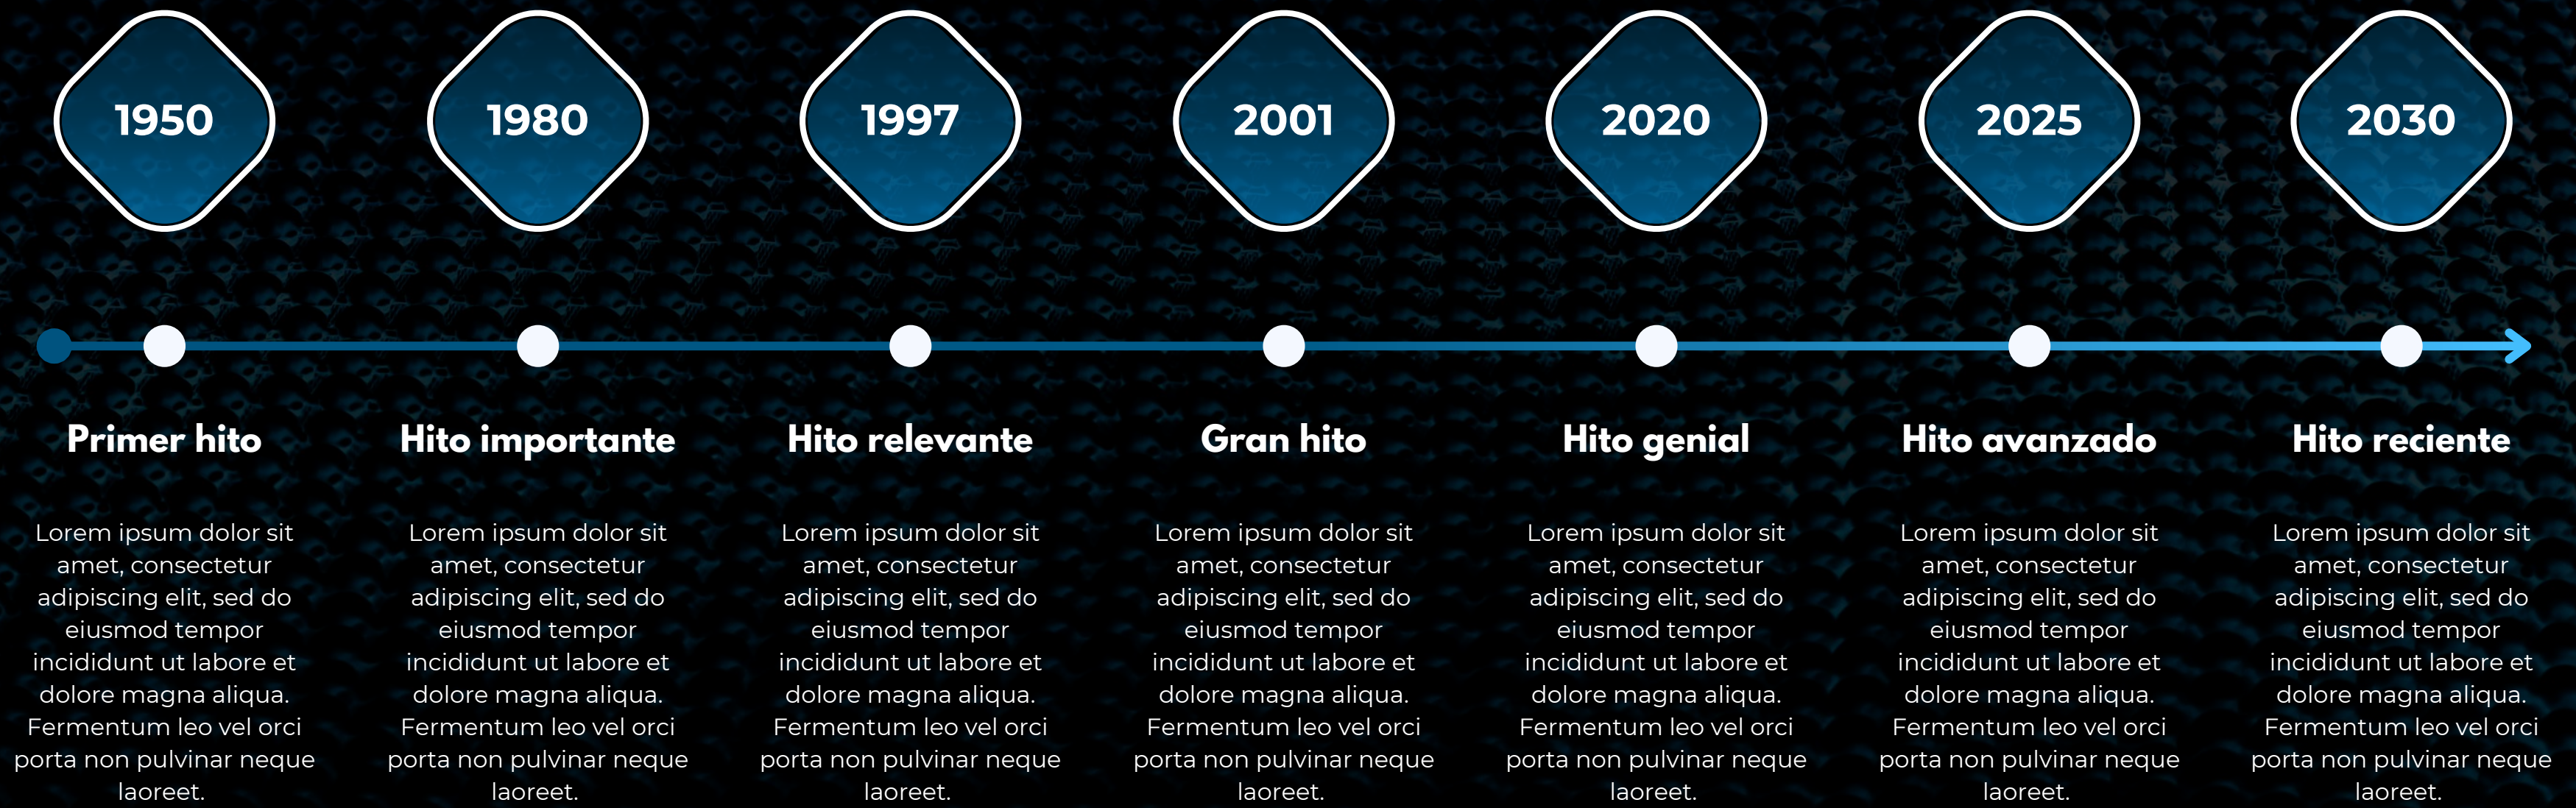 1950
1980
1997
2001
2020
2025
2030
Primer hito
Hito importante
Hito relevante
Gran hito
Hito genial
Hito avanzado
Hito reciente
Lorem ipsum dolor sit
amet, consectetur
adipiscing elit, sed do
eiusmod tempor
incididunt ut labore et
dolore magna aliqua.
Fermentum leo vel orci
porta non pulvinar neque
laoreet.
Lorem ipsum dolor sit
amet, consectetur
adipiscing elit, sed do
eiusmod tempor
incididunt ut labore et
dolore magna aliqua.
Fermentum leo vel orci
porta non pulvinar neque
laoreet.
Lorem ipsum dolor sit
amet, consectetur
adipiscing elit, sed do
eiusmod tempor
incididunt ut labore et
dolore magna aliqua.
Fermentum leo vel orci
porta non pulvinar neque
laoreet.
Lorem ipsum dolor sit
amet, consectetur
adipiscing elit, sed do
eiusmod tempor
incididunt ut labore et
dolore magna aliqua.
Fermentum leo vel orci
porta non pulvinar neque
laoreet.
Lorem ipsum dolor sit
amet, consectetur
adipiscing elit, sed do
eiusmod tempor
incididunt ut labore et
dolore magna aliqua.
Fermentum leo vel orci
porta non pulvinar neque
laoreet.
Lorem ipsum dolor sit
amet, consectetur
adipiscing elit, sed do
eiusmod tempor
incididunt ut labore et
dolore magna aliqua.
Fermentum leo vel orci
porta non pulvinar neque
laoreet.
Lorem ipsum dolor sit
amet, consectetur
adipiscing elit, sed do
eiusmod tempor
incididunt ut labore et
dolore magna aliqua.
Fermentum leo vel orci
porta non pulvinar neque
laoreet.